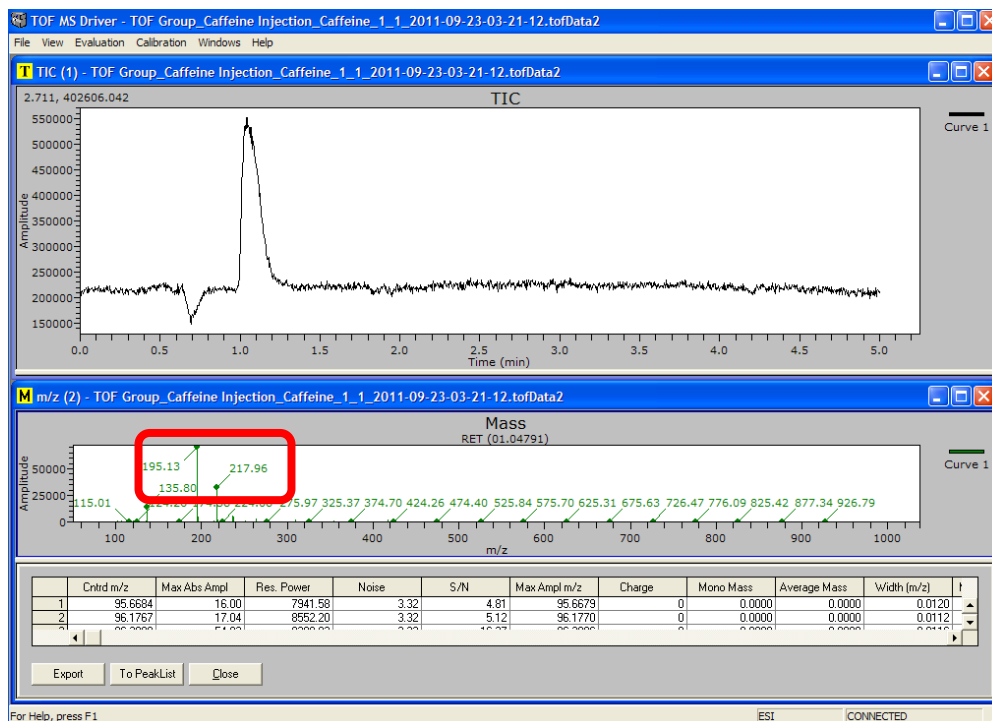 TOF MS Driver - TOF Group_Caffeine Injection_Caffeine_1_1_2011-09-23-03-21-12.tofData2
File View Evaluation Calibration Windows Help
T TIC (1) - TOF Group_Caffeine Injection_Caffeine_1_1_2011-09-23-03-21-12.tofData2
2.711, 402606.042
TIC
Curve 1
Amplitude
550000
500000
450000
400000
350000
300000
250000
200000
150000
0.0 0.5 1.0 1.5 2.0 2.5 3.0 3.5 4.0 4.5 5.0
Time (min)
M m/z (2) - TOF Group_Caffeine Injection_Caffeine_1_1_2011-09-23-03-21-12.tofData2
Mass
RET (01.04791)
Curve 1
Amplitude
50000
25000
0
195.13 217.96
135.80
115.01 275.97 325.37 374.70 424.26 474.40 525.84 575.70 625.31 675.63 726.47 776.09 825.42 877.34 926.79
100 200 300 400 500 600 700 800 900 1000
m/z
Cntrd m/z Max Abs Ampl Res. Power Noise S/N Max Ampl m/z Charge Mono Mass Average Mass Width (m/z)
1 95.6684 16.00 7941.58 3.32 4.81 95.6679 0 0.0000 0.0000 0.0120
2 96.1767 17.04 8552.20 3.32 5.12 96.1770 0 0.0000 0.0000 0.0112
Export To PeakList Close
For Help, press F1 ESI CONNECTED